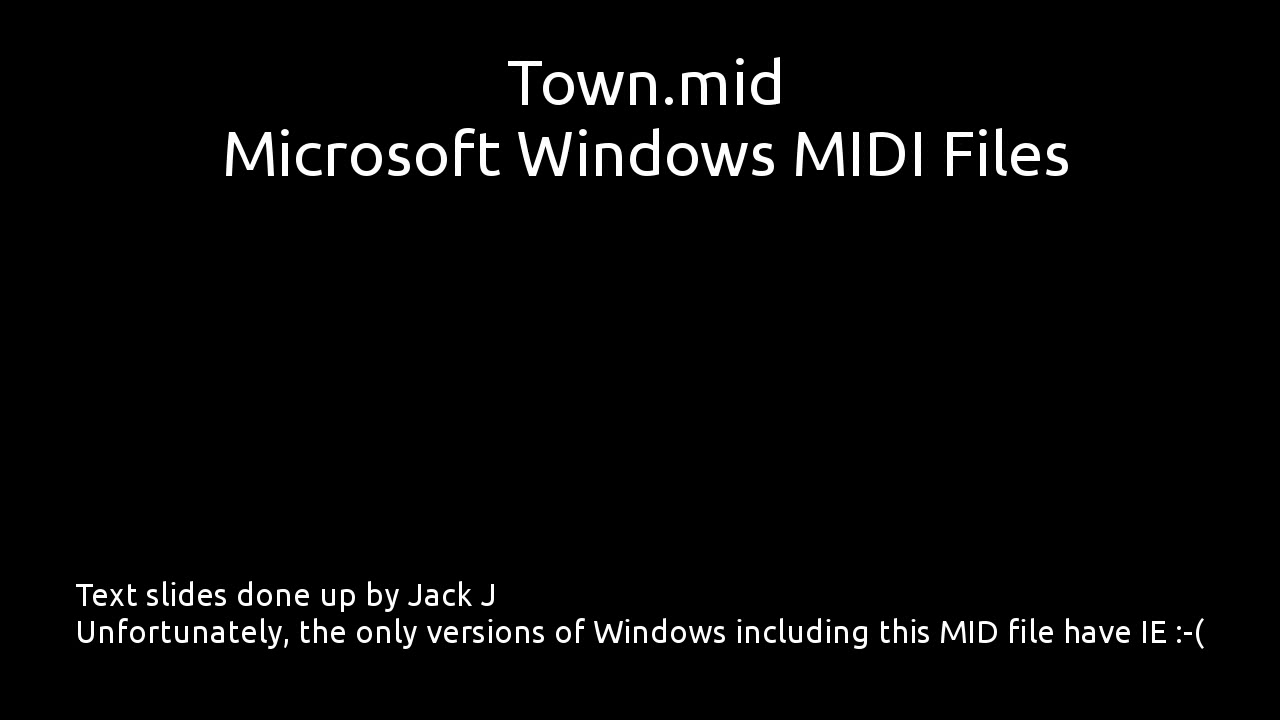 Town.mid
Microsoft Windows MIDI Files
Text slides done up by Jack J
Unfortunately, the only versions of Windows including this MID file have IE :-(